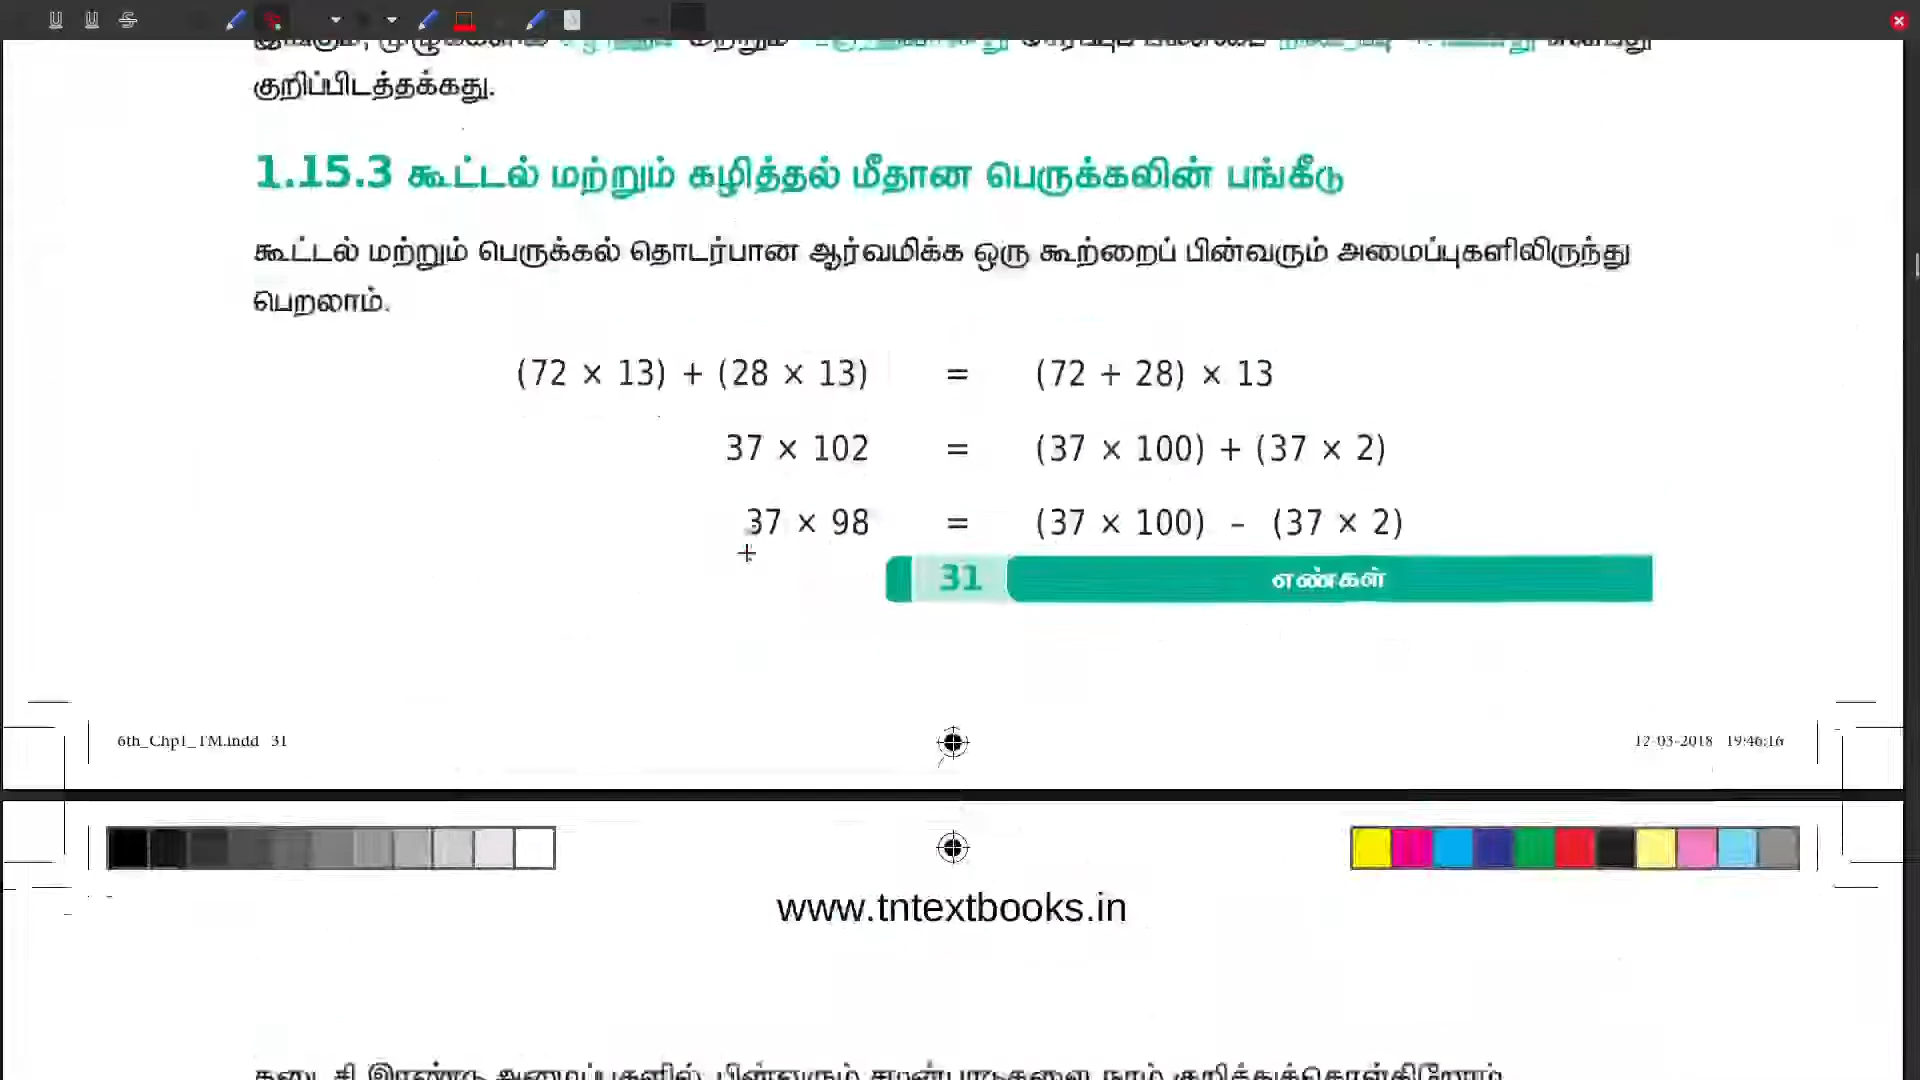 குறிப்பிடத்தக்கது.
1.15.3 கூட்டல் மற்றும் கழித்தல் மீதான பெருக்கலின் பங்கீடு
கூட்டல் மற்றும் பெருக்கல் தொடர்பான ஆர்வமிக்க ஒரு கூற்றைப் பின்வரும் அமைப்புகளிலிருந்து
பெறலாம்.
(72 × 13) + (28 × 13) = (72 + 28) × 13
37 × 102 = (37 × 100) + (37 × 2)
37 × 98 = (37 × 100) – (37 × 2)
31 எண்கள்
6th_Chp1_TM.indd 31 12-03-2018 19:46:16
www.tntextbooks.in